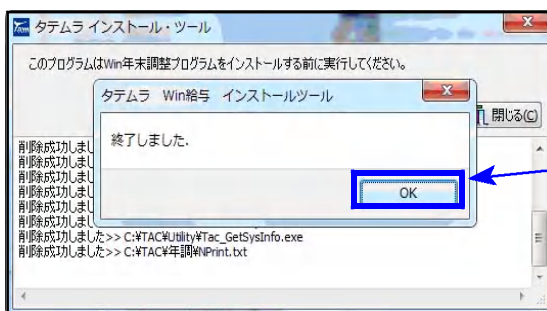 タテムラ インストール・ツール
このプログラムはWin年末調整プログラムをインストールする前に実行してください。
タテムラ Win給与 インストールツール
閉じる(C)
終了しました.
OK
削除成功しまし
削除成功しまし
削除成功しまし
削除成功しまし
削除成功しまし
削除成功しまし
削除成功しました>> C:¥TAC¥Utility¥Tac_GetSysInfo.exe
削除成功しました>> C:¥TAC¥年調¥NPrint.txt